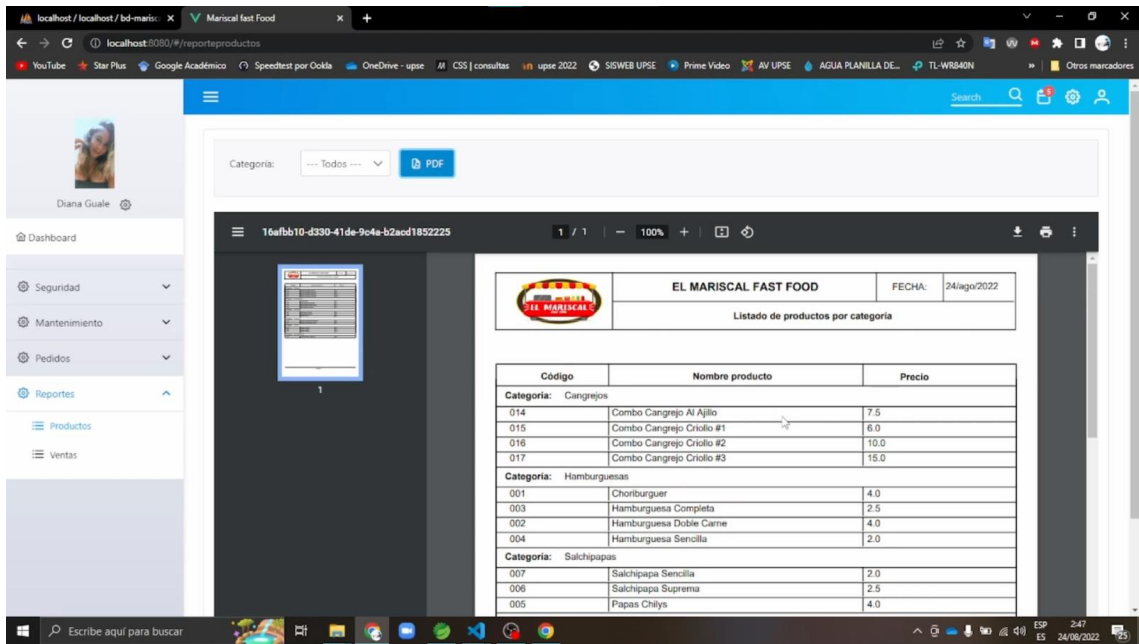 localhost / localhost / bd-marisc
Mariscal fast Food
localhost:8080/#/reporteproductos
YouTube Star Plus Google Académico Speedtest por Ookla OneDrive - upse CSS | consultas upse 2022 SISWEB UPSE Prime Video AV UPSE AGUA PLANILLA DE... TL-WR840N » Otros marcadores
Search
Categoría: --- Todos --- PDF
Diana Guale
Dashboard
Seguridad
Mantenimiento
Pedidos
Reportes
Productos
Ventas
16afbb10-d330-41de-9c4a-b2acd1852225 1 / 1 100%
1
EL MARISCAL
EL MARISCAL FAST FOOD FECHA: 24/ago/2022
Listado de productos por categoría
Código Nombre producto Precio
Categoría: Cangrejos
014 Combo Cangrejo Al Ajillo 7.5
015 Combo Cangrejo Criollo #1 6.0
016 Combo Cangrejo Criollo #2 10.0
017 Combo Cangrejo Criollo #3 15.0
Categoría: Hamburguesas
001 Choriburguer 4.0
003 Hamburguesa Completa 2.5
002 Hamburguesa Doble Carne 4.0
004 Hamburguesa Sencilla 2.0
Categoría: Salchipapas
007 Salchipapa Sencilla 2.0
006 Salchipapa Suprema 2.5
005 Papas Chilys 4.0
Escribe aquí para buscar
ESP 2:47
ES 24/08/2022